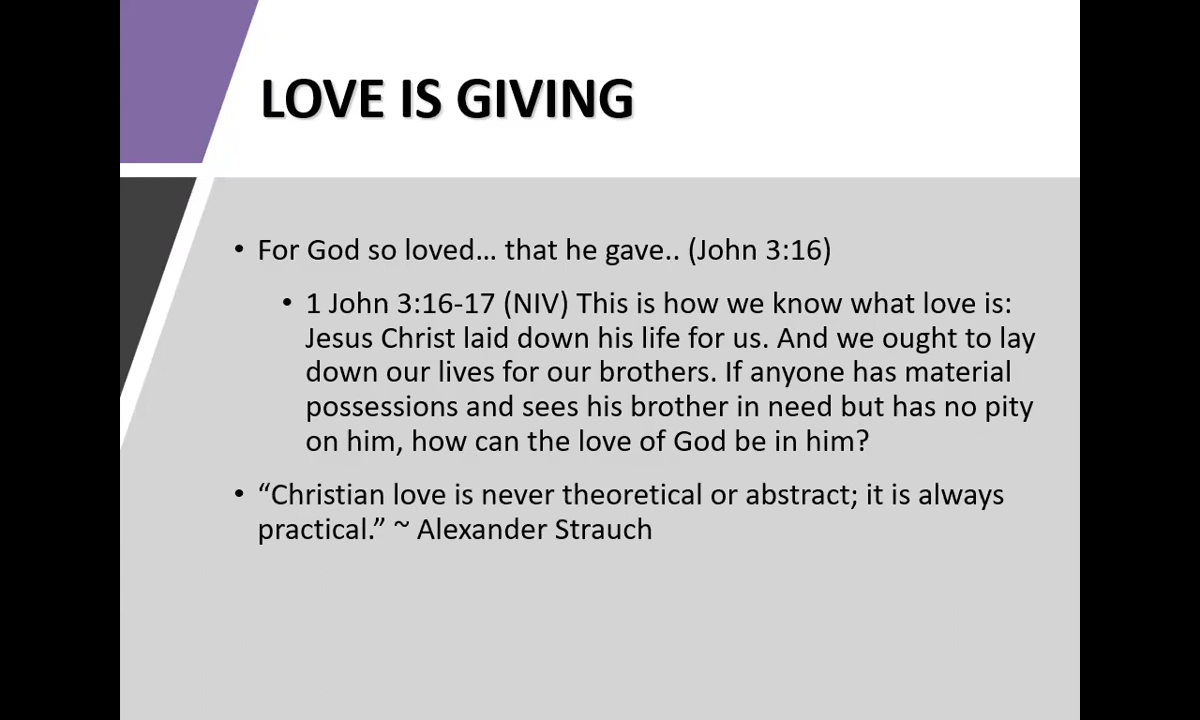 LOVE IS GIVING
• For God so loved... that he gave.. (John 3:16)
• 1 John 3:16-17 (NIV) This is how we know what love is:
Jesus Christ laid down his life for us. And we ought to lay
down our lives for our brothers. If anyone has material
possessions and sees his brother in need but has no pity
on him, how can the love of God be in him?
• “Christian love is never theoretical or abstract; it is always
practical.” ~ Alexander Strauch